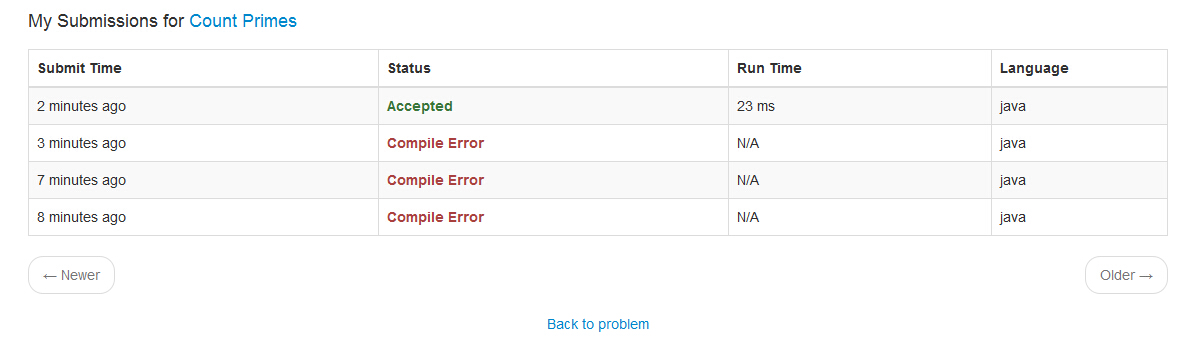 My Submissions for Count Primes
Submit Time Status Run Time Language
2 minutes ago Accepted 23 ms java
3 minutes ago Compile Error N/A java
7 minutes ago Compile Error N/A java
8 minutes ago Compile Error N/A java
← Newer Older →
Back to problem